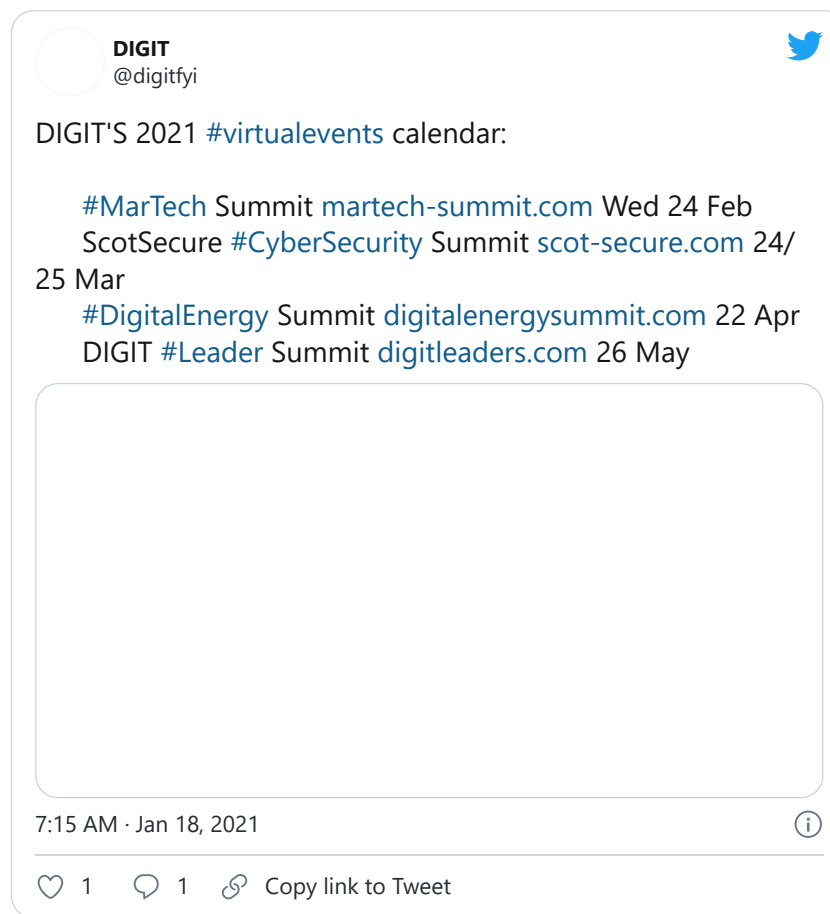 DIGIT
@digitfyi
DIGIT'S 2021 #virtualevents calendar:
#MarTech Summit martech-summit.com Wed 24 Feb
ScotSecure #CyberSecurity Summit scot-secure.com 24/
25 Mar
#DigitalEnergy Summit digitalenergysummit.com 22 Apr
DIGIT #Leader Summit digitleaders.com 26 May
7:15 AM · Jan 18, 2021
1 1 Copy link to Tweet